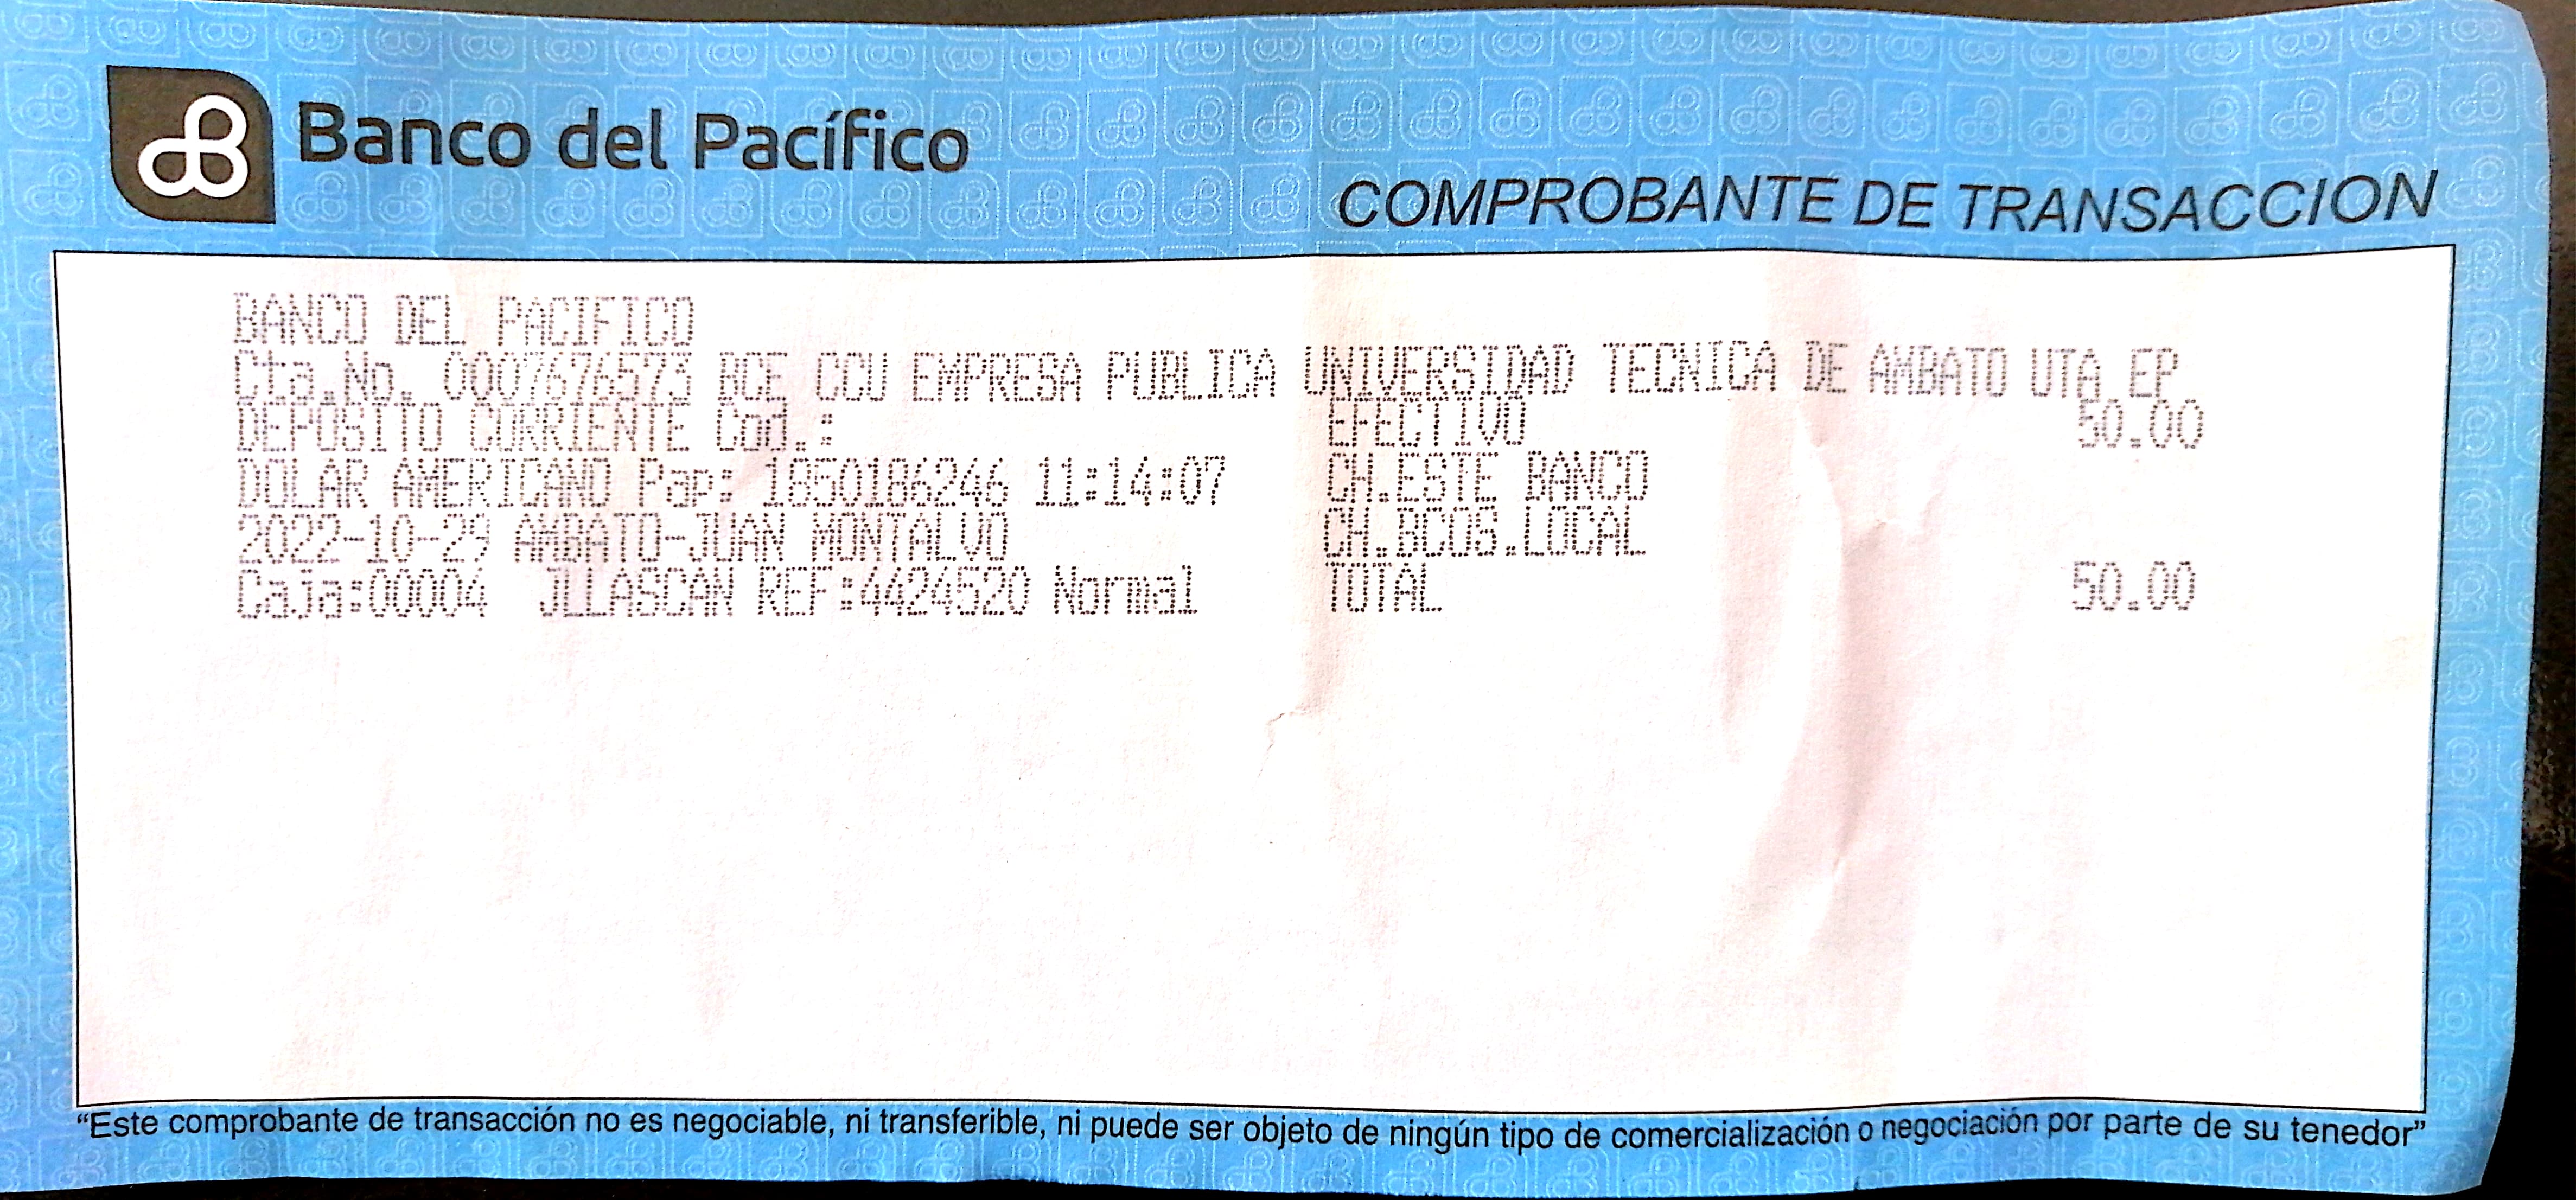 Banco del Pacífico
COMPROBANTE DE TRANSACCION
BANCO DEL PACIFICO
Cta.No. 0007676573 BCE CCU EMPRESA PUBLICA UNIVERSIDAD TECNICA DE AMBATO UTA EP
DEPOSITO CORRIENTE Cod.: EFECTIVO 50.00
DOLAR AMERICANO Pap: 1850186246 11:14:07 CH.ESTE BANCO
2022-10-29 AMBATO-JUAN MONTALVO CH.BCOS.LOCAL
Caja:00004 JLLASCAN REF:4424520 Normal TOTAL 50.00
“Este comprobante de transacción no es negociable, ni transferible, ni puede ser objeto de ningún tipo de comercialización o negociación por parte de su tenedor”